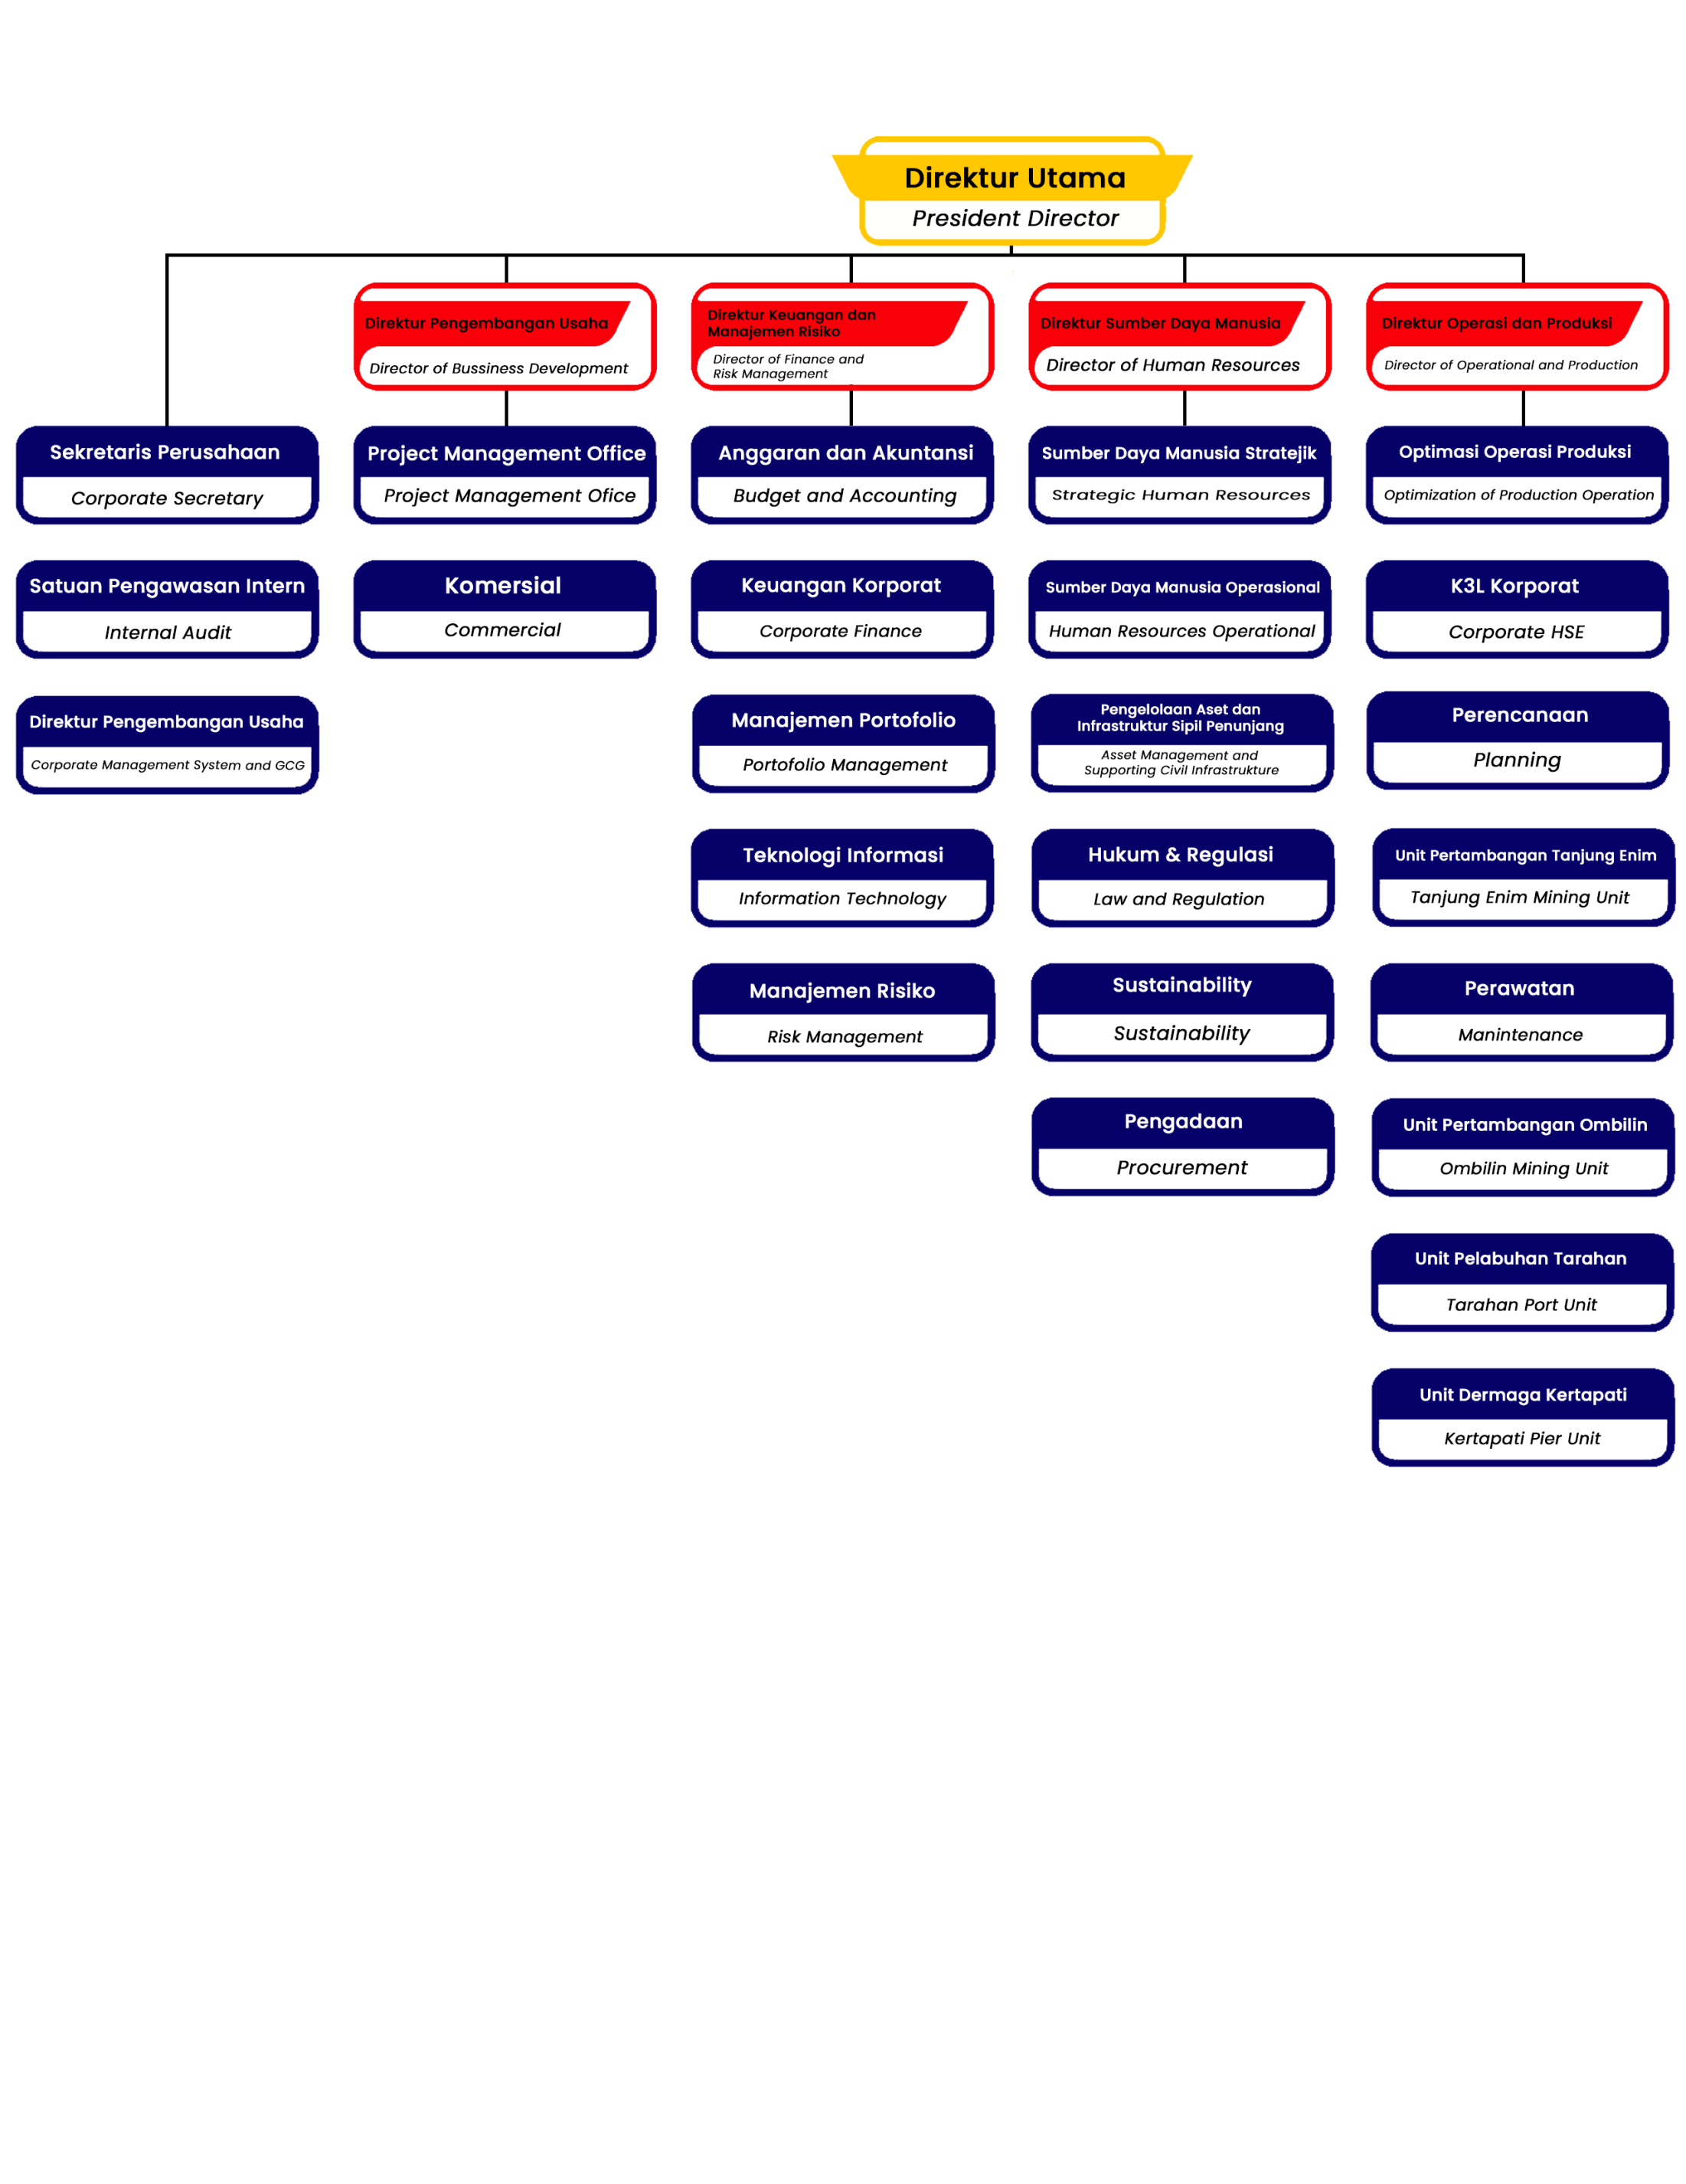 Direktur Utama
President Director
Direktur Pengembangan Usaha
Director of Bussiness Development
Direktur Keuangan dan
Manajemen Risiko
Director of Finance and
Risk Management
Direktur Sumber Daya Manusia
Director of Human Resources
Direktur Operasi dan Produksi
Director of Operational and Production
Sekretaris Perusahaan
Corporate Secretary
Satuan Pengawasan Intern
Internal Audit
Direktur Pengembangan Usaha
Corporate Management System and GCG
Project Management Office
Project Management Ofice
Komersial
Commercial
Anggaran dan Akuntansi
Budget and Accounting
Keuangan Korporat
Corporate Finance
Manajemen Portofolio
Portofolio Management
Teknologi Informasi
Information Technology
Manajemen Risiko
Risk Management
Sumber Daya Manusia Stratejik
Strategic Human Resources
Sumber Daya Manusia Operasional
Human Resources Operational
Pengelolaan Aset dan
Infrastruktur Sipil Penunjang
Asset Management and
Supporting Civil Infrastrukture
Hukum & Regulasi
Law and Regulation
Sustainability
Sustainability
Pengadaan
Procurement
Optimasi Operasi Produksi
Optimization of Production Operation
K3L Korporat
Corporate HSE
Perencanaan
Planning
Unit Pertambangan Tanjung Enim
Tanjung Enim Mining Unit
Perawatan
Manintenance
Unit Pertambangan Ombilin
Ombilin Mining Unit
Unit Pelabuhan Tarahan
Tarahan Port Unit
Unit Dermaga Kertapati
Kertapati Pier Unit